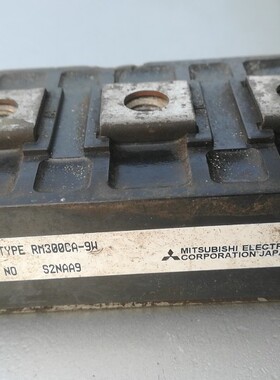 TYPE RM300CA-9W
NO S2NAA9
MITSUBISHI ELECTR
CORPORATION JAPA